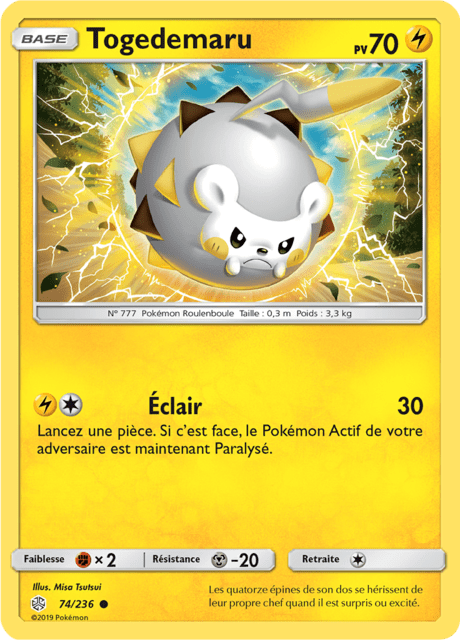 BASE Togedemaru PV70
N° 777 Pokémon Roulenboule Taille : 0,3 m Poids : 3,3 kg
Éclair 30
Lancez une pièce. Si c'est face, le Pokémon Actif de votre
adversaire est maintenant Paralysé.
Faiblesse ×2 Résistance -20 Retraite
Illus. Misa Tsutsui
74/236
©2019 Pokémon
Les quatorze épines de son dos se hérissent de
leur propre chef quand il est surpris ou excité.